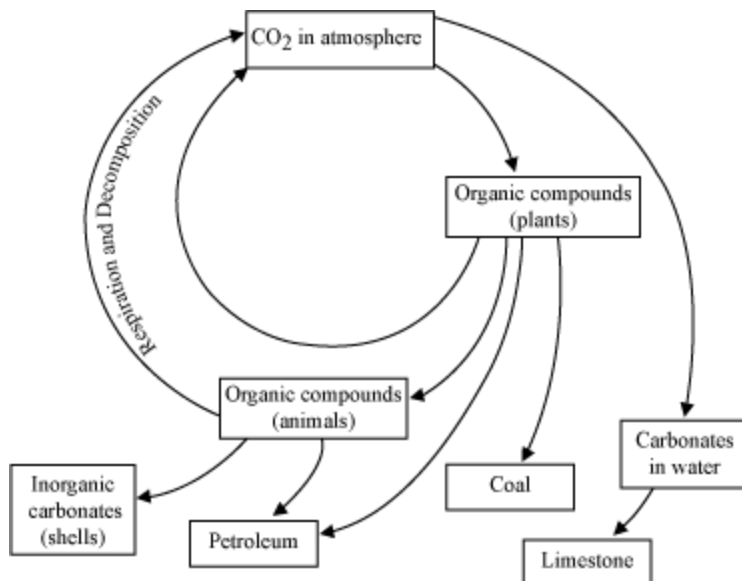 CO₂ in atmosphere
Respiration and Decomposition
Organic compounds
(plants)
Organic compounds
(animals)
Carbonates
in water
Inorganic
carbonates
(shells)
Coal
Petroleum
Limestone